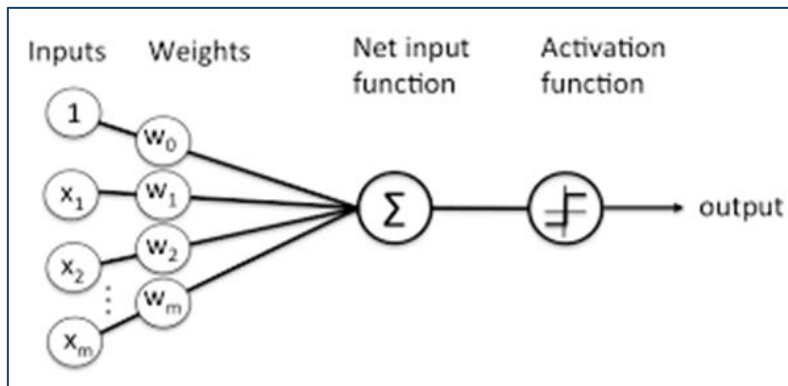 Inputs Weights Net input function Activation function
1
w₀
x₁ w₁
Σ
output
w₂
x₂
⋮
wₘ
xₘ